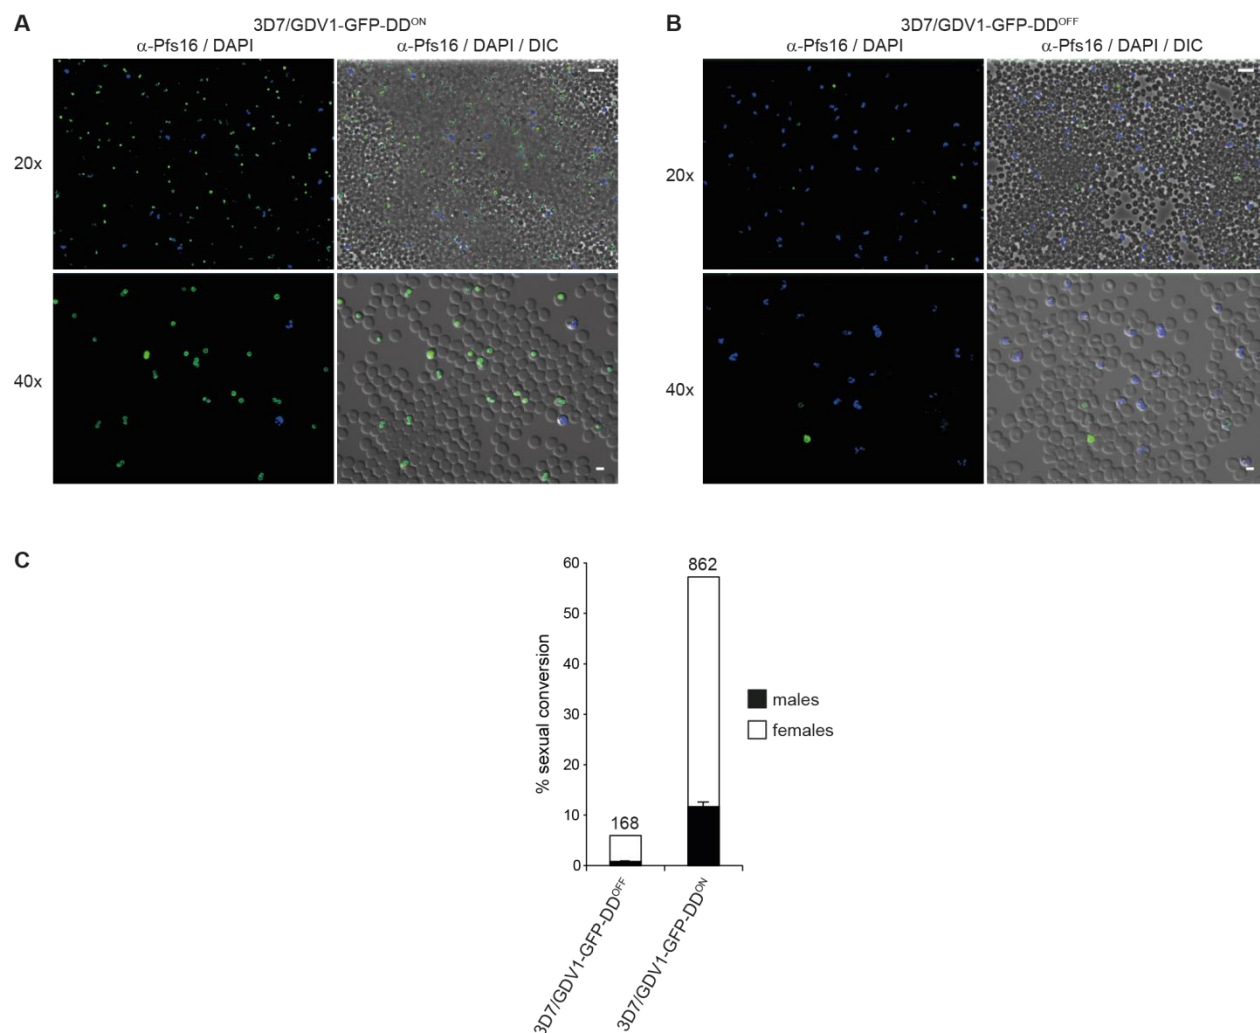 A
3D7/GDV1-GFP-DD^ON
α-Pfs16 / DAPI
α-Pfs16 / DAPI / DIC
20x
40x
B
3D7/GDV1-GFP-DD^OFF
α-Pfs16 / DAPI
α-Pfs16 / DAPI / DIC
20x
40x
C
% sexual conversion
60
50
40
30
20
10
0
168
862
males
females
3D7/GDV1-GFP-DD^OFF
3D7/GDV1-GFP-DD^ON